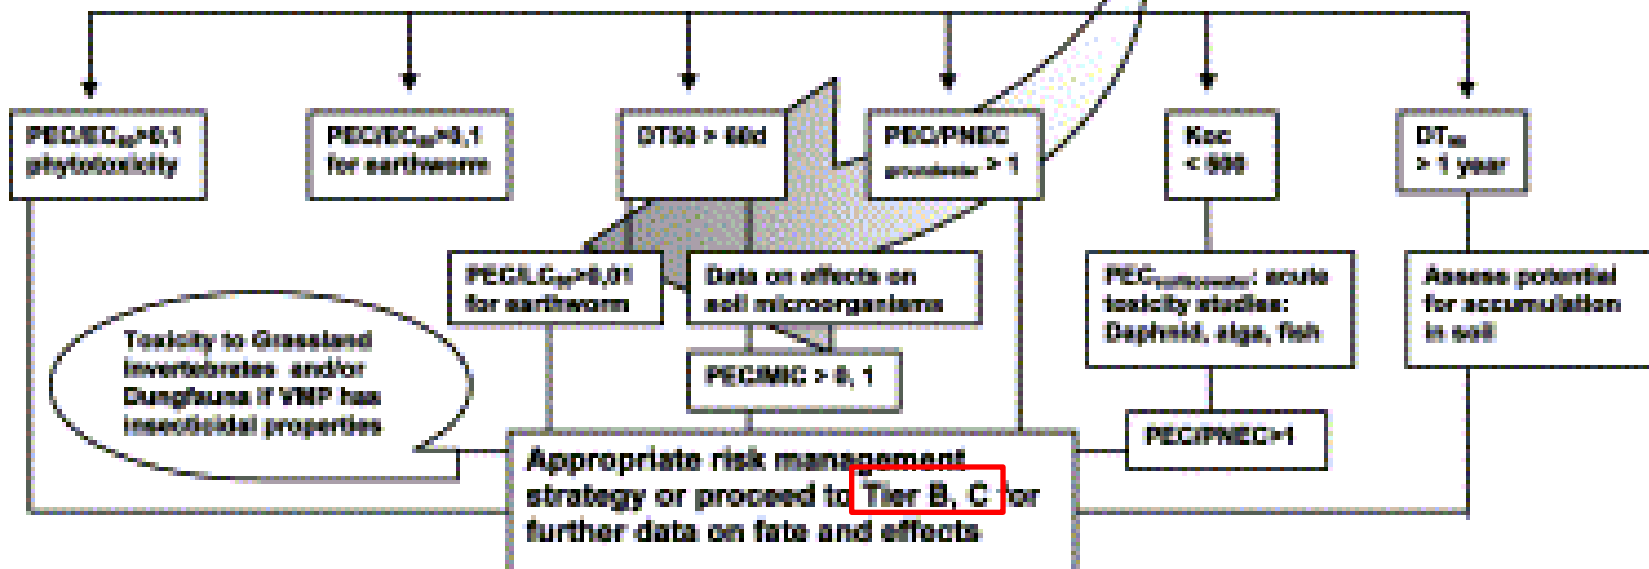 PEC/EC50>0,1
phytotoxicity
PEC/EC50>0,1
for earthworm
DT50 > 60d
PEC/PNEC
groundwater > 1
Koc
< 500
DT90
> 1 year
PEC/LC50>0,01
for earthworm
Data on effects on
soil microorganisms
PECsurfacewater: acute
toxicity studies:
Daphnid, alga, fish
Assess potential
for accumulation
in soil
Toxicity to Grassland
Invertebrates and/or
Dungfauna if VMP has
insecticidal properties
PEC/MIC > 0, 1
PEC/PNEC>1
Appropriate risk management
strategy or proceed to Tier B, C for
further data on fate and effects